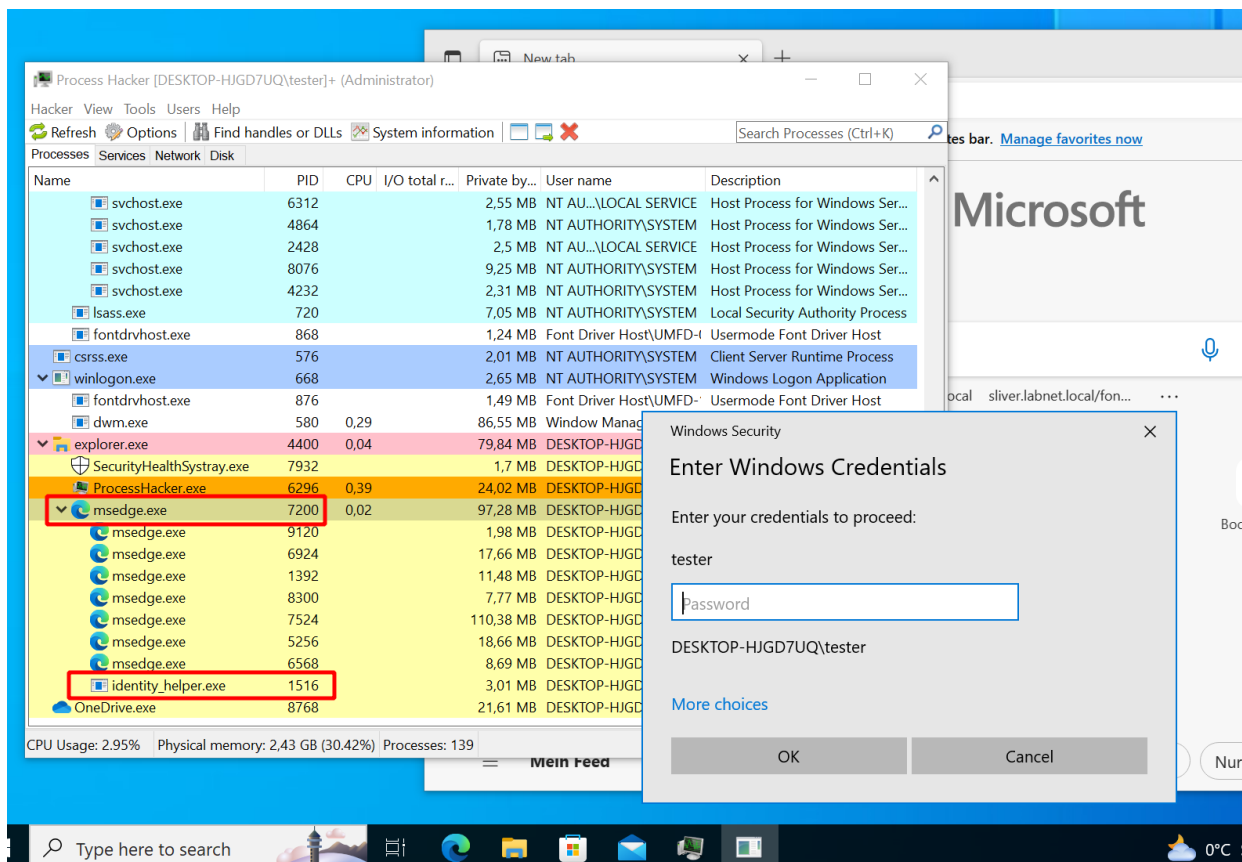 New tab
Process Hacker [DESKTOP-HJGD7UQ\tester]+ (Administrator)
Hacker View Tools Users Help
Refresh Options Find handles or DLLs System information Search Processes (Ctrl+K)
tes bar. Manage favorites now
Processes Services Network Disk
Name PID CPU I/O total r... Private by... User name Description
svchost.exe 6312 2,55 MB NT AU...\LOCAL SERVICE Host Process for Windows Ser...
svchost.exe 4864 1,78 MB NT AUTHORITY\SYSTEM Host Process for Windows Ser...
svchost.exe 2428 2,5 MB NT AU...\LOCAL SERVICE Host Process for Windows Ser...
svchost.exe 8076 9,25 MB NT AUTHORITY\SYSTEM Host Process for Windows Ser...
svchost.exe 4232 2,31 MB NT AUTHORITY\SYSTEM Host Process for Windows Ser...
lsass.exe 720 7,05 MB NT AUTHORITY\SYSTEM Local Security Authority Process
fontdrvhost.exe 868 1,24 MB Font Driver Host\UMFD-( Usermode Font Driver Host
csrss.exe 576 2,01 MB NT AUTHORITY\SYSTEM Client Server Runtime Process
winlogon.exe 668 2,65 MB NT AUTHORITY\SYSTEM Windows Logon Application
fontdrvhost.exe 876 1,49 MB Font Driver Host\UMFD- Usermode Font Driver Host
dwm.exe 580 0,29 86,55 MB Window Manag
explorer.exe 4400 0,04 79,84 MB DESKTOP-HJGD
SecurityHealthSystray.exe 7932 1,7 MB DESKTOP-HJGD
ProcessHacker.exe 6296 0,39 24,02 MB DESKTOP-HJGD
msedge.exe 7200 0,02 97,28 MB DESKTOP-HJGD
msedge.exe 9120 1,98 MB DESKTOP-HJGD
msedge.exe 6924 17,66 MB DESKTOP-HJGD
msedge.exe 1392 11,48 MB DESKTOP-HJGD
msedge.exe 8300 7,77 MB DESKTOP-HJGD
msedge.exe 7524 110,38 MB DESKTOP-HJGD
msedge.exe 5256 18,66 MB DESKTOP-HJGD
msedge.exe 6568 8,69 MB DESKTOP-HJGD
identity_helper.exe 1516 3,01 MB DESKTOP-HJGD
OneDrive.exe 8768 21,61 MB DESKTOP-HJGD
CPU Usage: 2.95% Physical memory: 2,43 GB (30.42%) Processes: 139
Microsoft
ocal sliver.labnet.local/fon... ...
Boc
Windows Security
Enter Windows Credentials
Enter your credentials to proceed:
tester
Password
DESKTOP-HJGD7UQ\tester
More choices
OK Cancel
Mein Feed
Nur
Type here to search
0°C